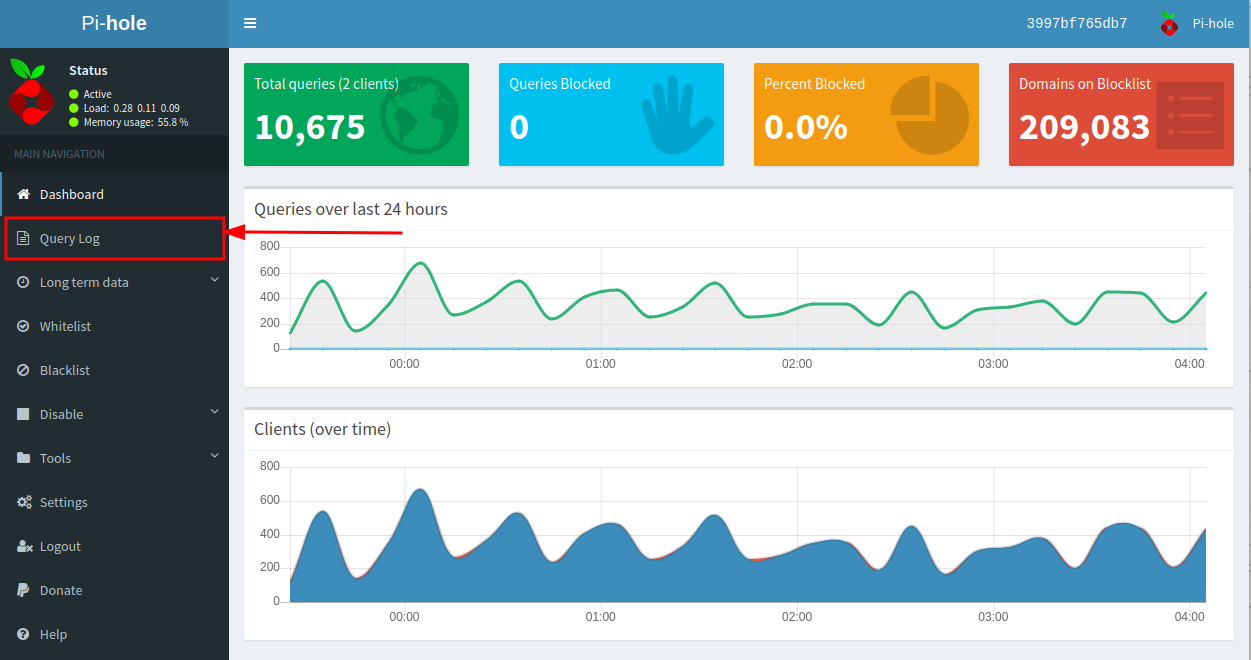 Pi-hole
3997bf765db7
Pi-hole
Status
Active
Load: 0.28 0.11 0.09
Memory usage: 55.8 %
MAIN NAVIGATION
Dashboard
Query Log
Long term data
Whitelist
Blacklist
Disable
Tools
Settings
Logout
Donate
Help
Total queries (2 clients)
10,675
Queries Blocked
0
Percent Blocked
0.0%
Domains on Blocklist
209,083
Queries over last 24 hours
800
600
400
200
0
00:00 01:00 02:00 03:00 04:00
Clients (over time)
800
600
400
200
0
00:00 01:00 02:00 03:00 04:00